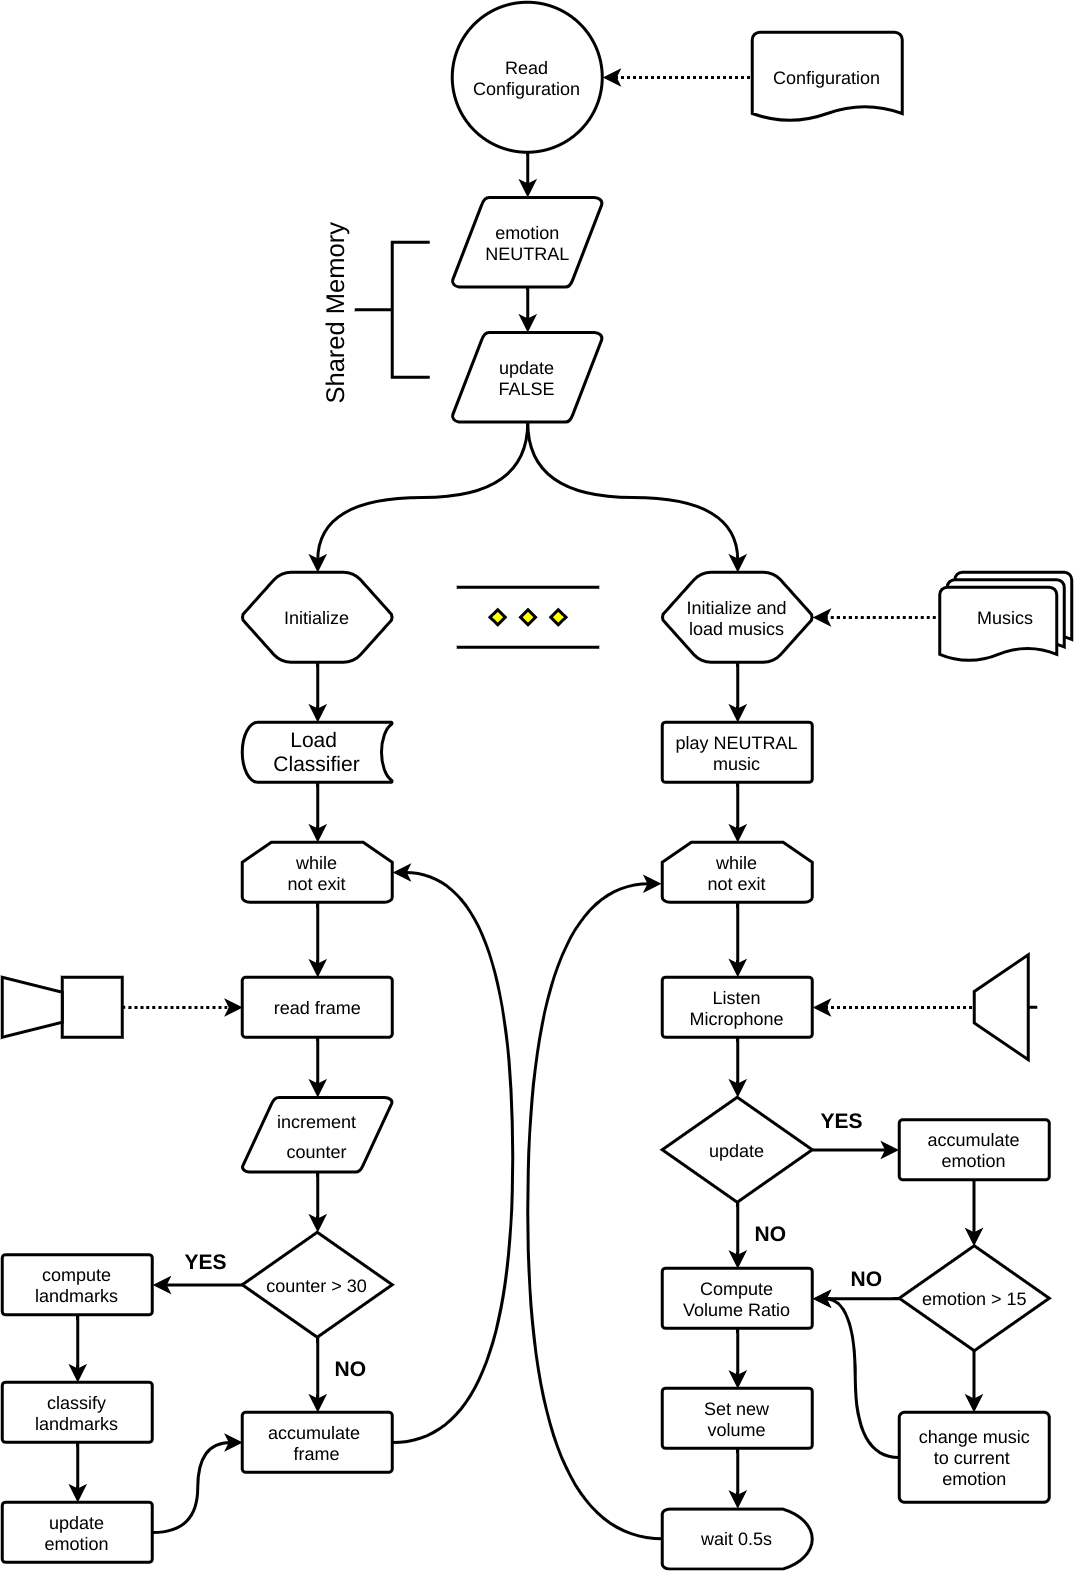 Read
Configuration
Configuration
emotion
NEUTRAL
Shared Memory
update
FALSE
Initialize
Initialize and
load musics
Musics
Load
Classifier
play NEUTRAL
music
while
not exit
while
not exit
read frame
Listen
Microphone
increment
counter
update
YES
accumulate
emotion
NO
counter > 30
YES
compute
landmarks
NO
Compute
Volume Ratio
NO
emotion > 15
classify
landmarks
accumulate
frame
Set new
volume
change music
to current
emotion
update
emotion
wait 0.5s